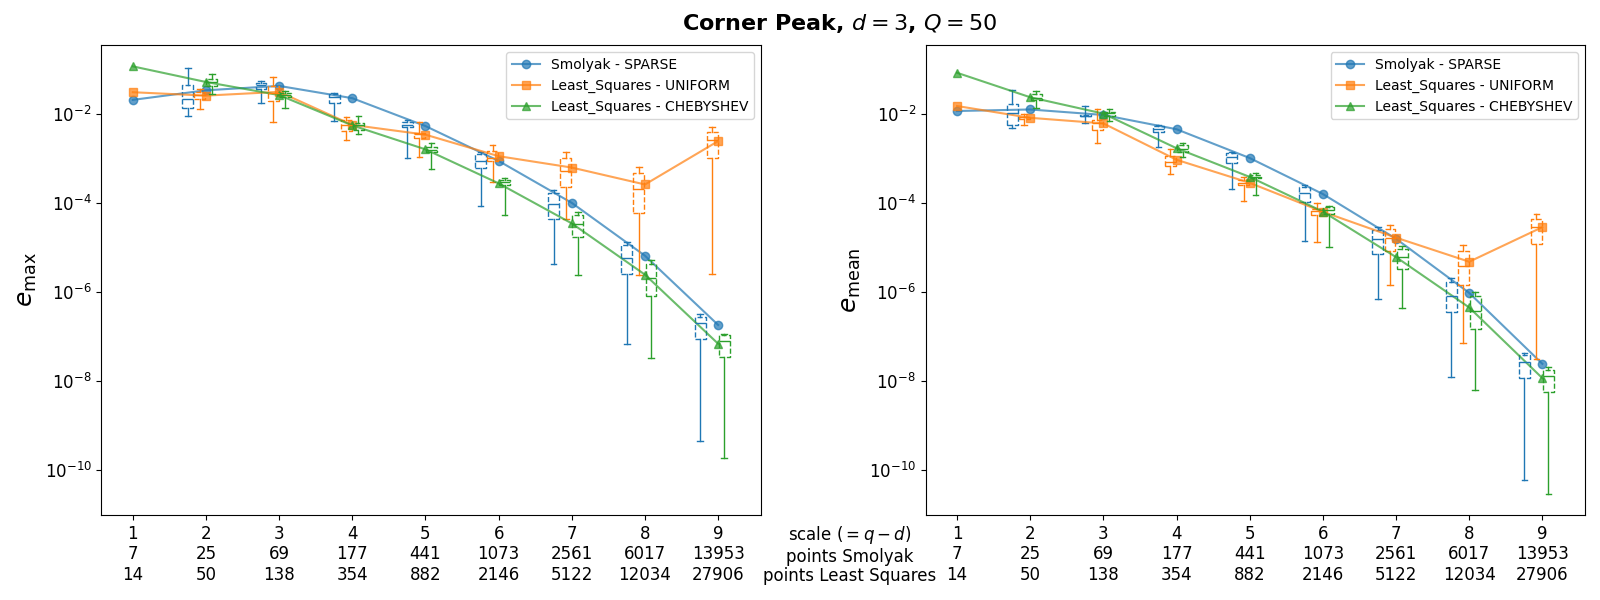 Corner Peak, d = 3, Q = 50
Smolyak - SPARSE
Least_Squares - UNIFORM
Least_Squares - CHEBYSHEV
10⁻²
10⁻⁴
10⁻⁶
10⁻⁸
10⁻¹⁰
e_max
1 2 3 4 5 6 7 8 9
7 25 69 177 441 1073 2561 6017 13953
14 50 138 354 882 2146 5122 12034 27906
scale (= q − d)
points Smolyak
points Least Squares
Smolyak - SPARSE
Least_Squares - UNIFORM
Least_Squares - CHEBYSHEV
10⁻²
10⁻⁴
10⁻⁶
10⁻⁸
10⁻¹⁰
e_mean
1 2 3 4 5 6 7 8 9
7 25 69 177 441 1073 2561 6017 13953
14 50 138 354 882 2146 5122 12034 27906